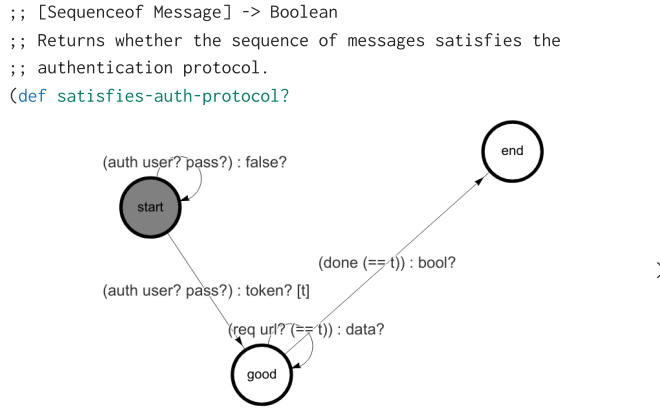 ;; [Sequenceof Message] -> Boolean
;; Returns whether the sequence of messages satisfies the
;; authentication protocol.
(def satisfies-auth-protocol?
end
(auth user? pass?) : false?
start
(done (== t)) : bool?
(auth user? pass?) : token? [t]
(req url? (== t)) : data?
good
)